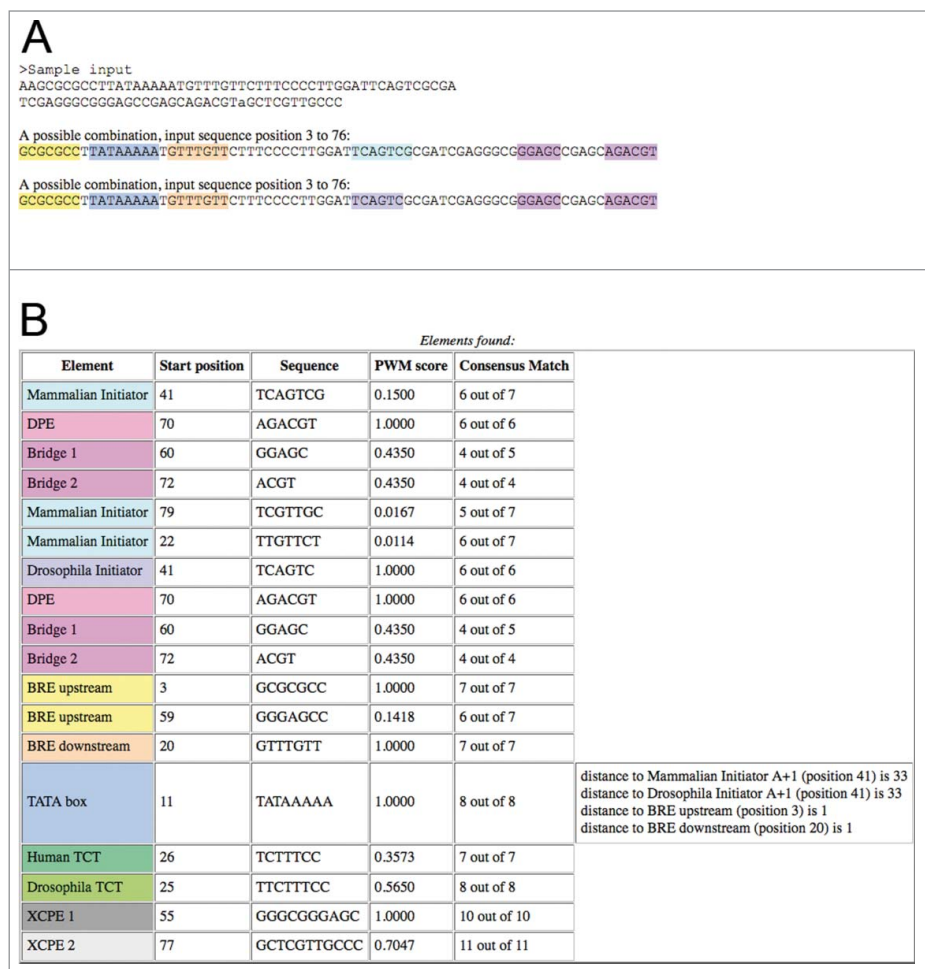 A
>Sample input
AAGCGCGCCTTATAAAAATGTTTGTTCTTTCCCCTTGGATTCAGTCGCGA
TCGAGGGCGGGAGCCGAGCAGACGTaGCTCGTTGCCC
A possible combination, input sequence position 3 to 76:
GCGCGCCTTATAAAAATGTTTGTTCTTTCCCCTTGGATTCAGTCGCGATCGAGGGCGGGAGCCGAGCAGACGT
A possible combination, input sequence position 3 to 76:
GCGCGCCTTATAAAAATGTTTGTTCTTTCCCCTTGGATTCAGTCGCGATCGAGGGCGGGAGCCGAGCAGACGT
B
Elements found:
Element Start position Sequence PWM score Consensus Match
Mammalian Initiator 41 TCAGTCG 0.1500 6 out of 7
DPE 70 AGACGT 1.0000 6 out of 6
Bridge 1 60 GGAGC 0.4350 4 out of 5
Bridge 2 72 ACGT 0.4350 4 out of 4
Mammalian Initiator 79 TCGTTGC 0.0167 5 out of 7
Mammalian Initiator 22 TTGTTCT 0.0114 6 out of 7
Drosophila Initiator 41 TCAGTC 1.0000 6 out of 6
DPE 70 AGACGT 1.0000 6 out of 6
Bridge 1 60 GGAGC 0.4350 4 out of 5
Bridge 2 72 ACGT 0.4350 4 out of 4
BRE upstream 3 GCGCGCC 1.0000 7 out of 7
BRE upstream 59 GGGAGCC 0.1418 6 out of 7
BRE downstream 20 GTTTGTT 1.0000 7 out of 7
TATA box 11 TATAAAAA 1.0000 8 out of 8
distance to Mammalian Initiator A+1 (position 41) is 33
distance to Drosophila Initiator A+1 (position 41) is 33
distance to BRE upstream (position 3) is 1
distance to BRE downstream (position 20) is 1
Human TCT 26 TCTTTCC 0.3573 7 out of 7
Drosophila TCT 25 TTCTTTCC 0.5650 8 out of 8
XCPE 1 55 GGGCGGGAGC 1.0000 10 out of 10
XCPE 2 77 GCTCGTTGCCC 0.7047 11 out of 11